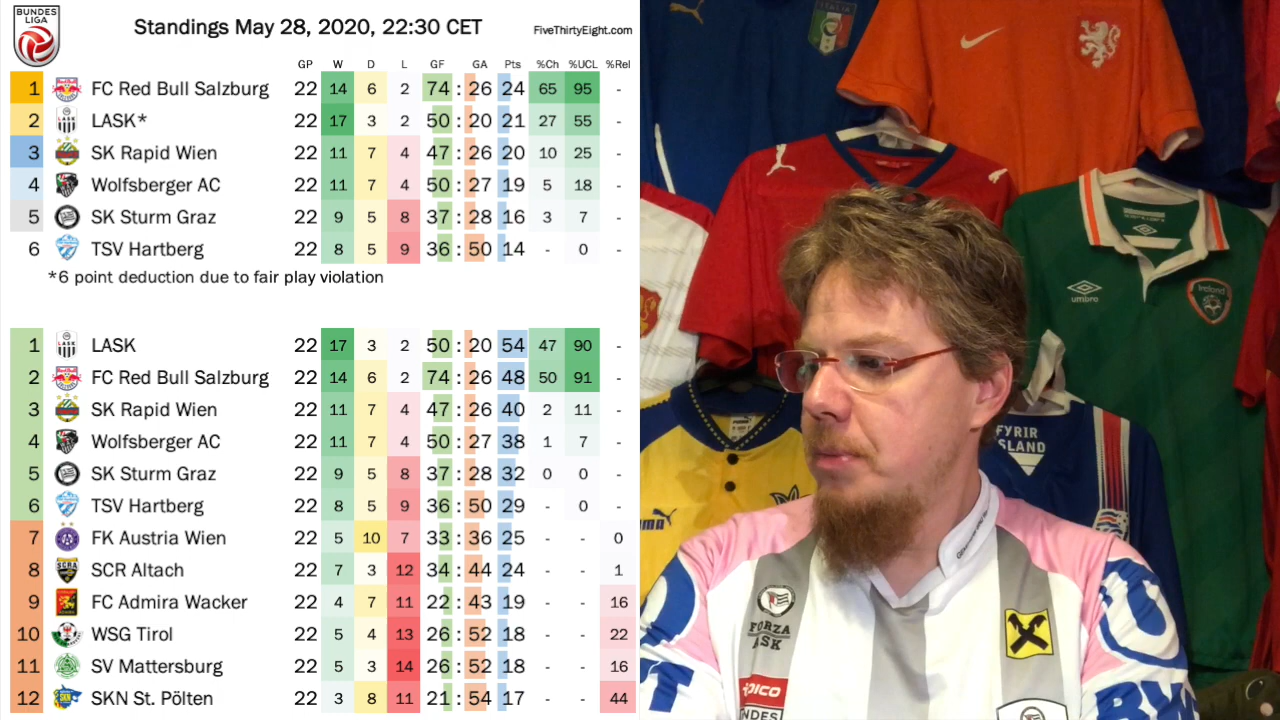 BUNDES
LIGA
Standings May 28, 2020, 22:30 CET
FiveThirtyEight.com
GP W D L GF GA Pts %Ch %UCL %Rel
1 FC Red Bull Salzburg 22 14 6 2 74 : 26 24 65 95 -
2 LASK* 22 17 3 2 50 : 20 21 27 55 -
3 SK Rapid Wien 22 11 7 4 47 : 26 20 10 25 -
4 Wolfsberger AC 22 11 7 4 50 : 27 19 5 18 -
5 SK Sturm Graz 22 9 5 8 37 : 28 16 3 7 -
6 TSV Hartberg 22 8 5 9 36 : 50 14 - 0 -
*6 point deduction due to fair play violation
1 LASK 22 17 3 2 50 : 20 54 47 90 -
2 FC Red Bull Salzburg 22 14 6 2 74 : 26 48 50 91 -
3 SK Rapid Wien 22 11 7 4 47 : 26 40 2 11 -
4 Wolfsberger AC 22 11 7 4 50 : 27 38 1 7 -
5 SK Sturm Graz 22 9 5 8 37 : 28 32 0 0 -
6 TSV Hartberg 22 8 5 9 36 : 50 29 - 0 -
7 FK Austria Wien 22 5 10 7 33 : 36 25 - - 0
8 SCR Altach 22 7 3 12 34 : 44 24 - - 1
9 FC Admira Wacker 22 4 7 11 22 : 43 19 - - 16
10 WSG Tirol 22 5 4 13 26 : 52 18 - - 22
11 SV Mattersburg 22 5 3 14 26 : 52 18 - - 16
12 SKN St. Pölten 22 3 8 11 21 : 54 17 - - 44
ITALIA
umbro
Ireland
PUMA
FYRIR
ÍSLAND
FORZA
LASK